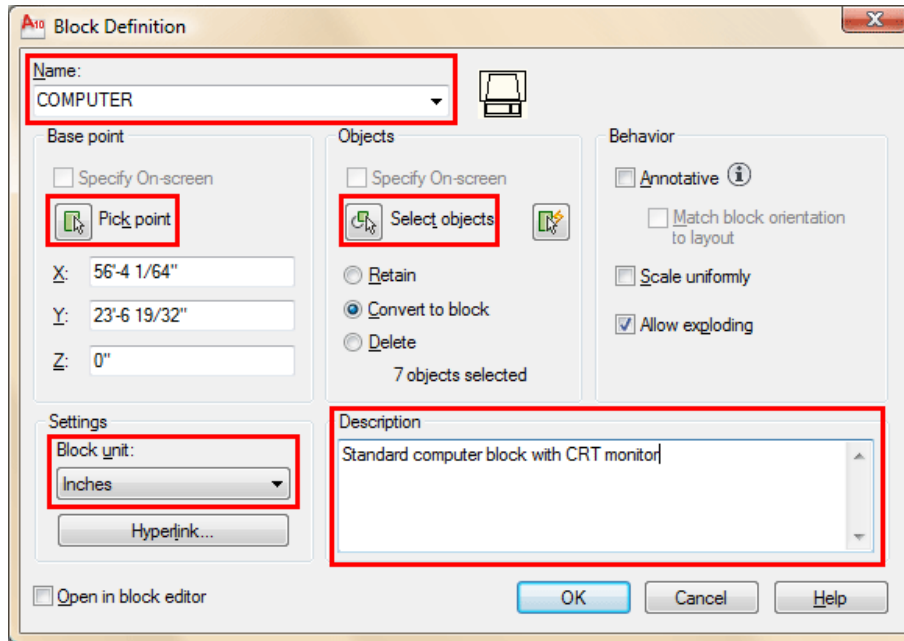 A10 Block Definition
Name:
COMPUTER
Base point
Specify On-screen
Pick point
X: 56'-4 1/64"
Y: 23'-6 19/32"
Z: 0"
Objects
Specify On-screen
Select objects
Retain
Convert to block
Delete
7 objects selected
Behavior
Annotative
Match block orientation
to layout
Scale uniformly
Allow exploding
Settings
Block unit:
Inches
Hyperlink...
Description
Standard computer block with CRT monitor
Open in block editor
OK
Cancel
Help